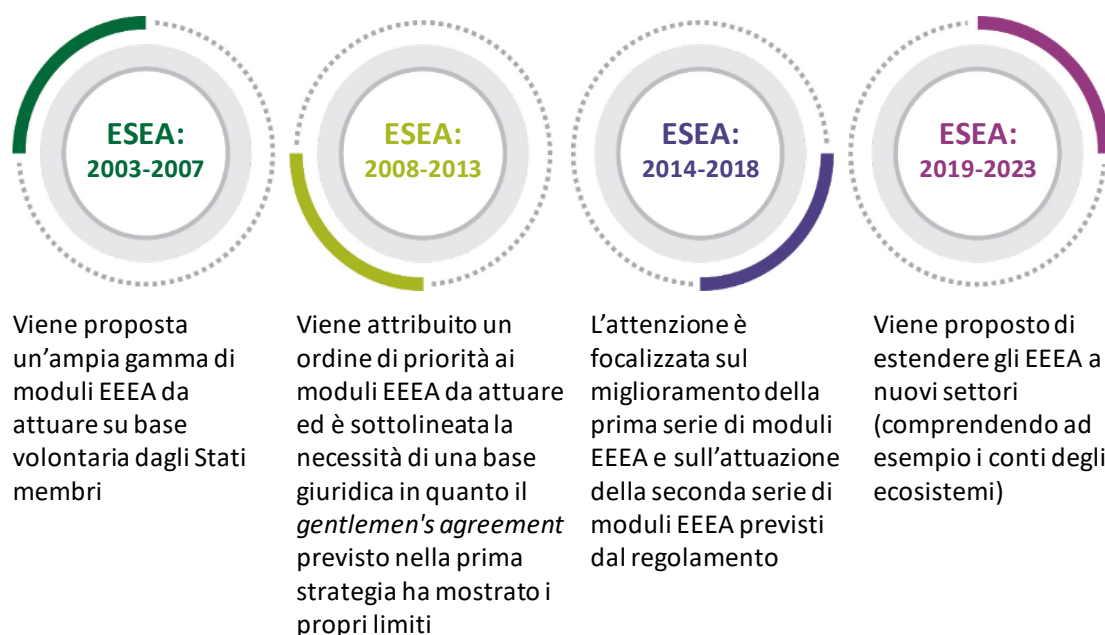 ESEA:
2003-2007
Viene proposta
un'ampia gamma di
moduli EEEA da
attuare su base
volontaria dagli Stati
membri
ESEA:
2008-2013
Viene attribuito un
ordine di priorità ai
moduli EEEA da attuare
ed è sottolineata la
necessità di una base
giuridica in quanto il
gentlemen's agreement
previsto nella prima
strategia ha mostrato i
propri limiti
ESEA:
2014-2018
L'attenzione è
focalizzata sul
miglioramento della
prima serie di moduli
EEEA e sull'attuazione
della seconda serie di
moduli EEEA previsti
dal regolamento
ESEA:
2019-2023
Viene proposto di
estendere gli EEEA a
nuovi settori
(comprendendo ad
esempio i conti degli
ecosistemi)